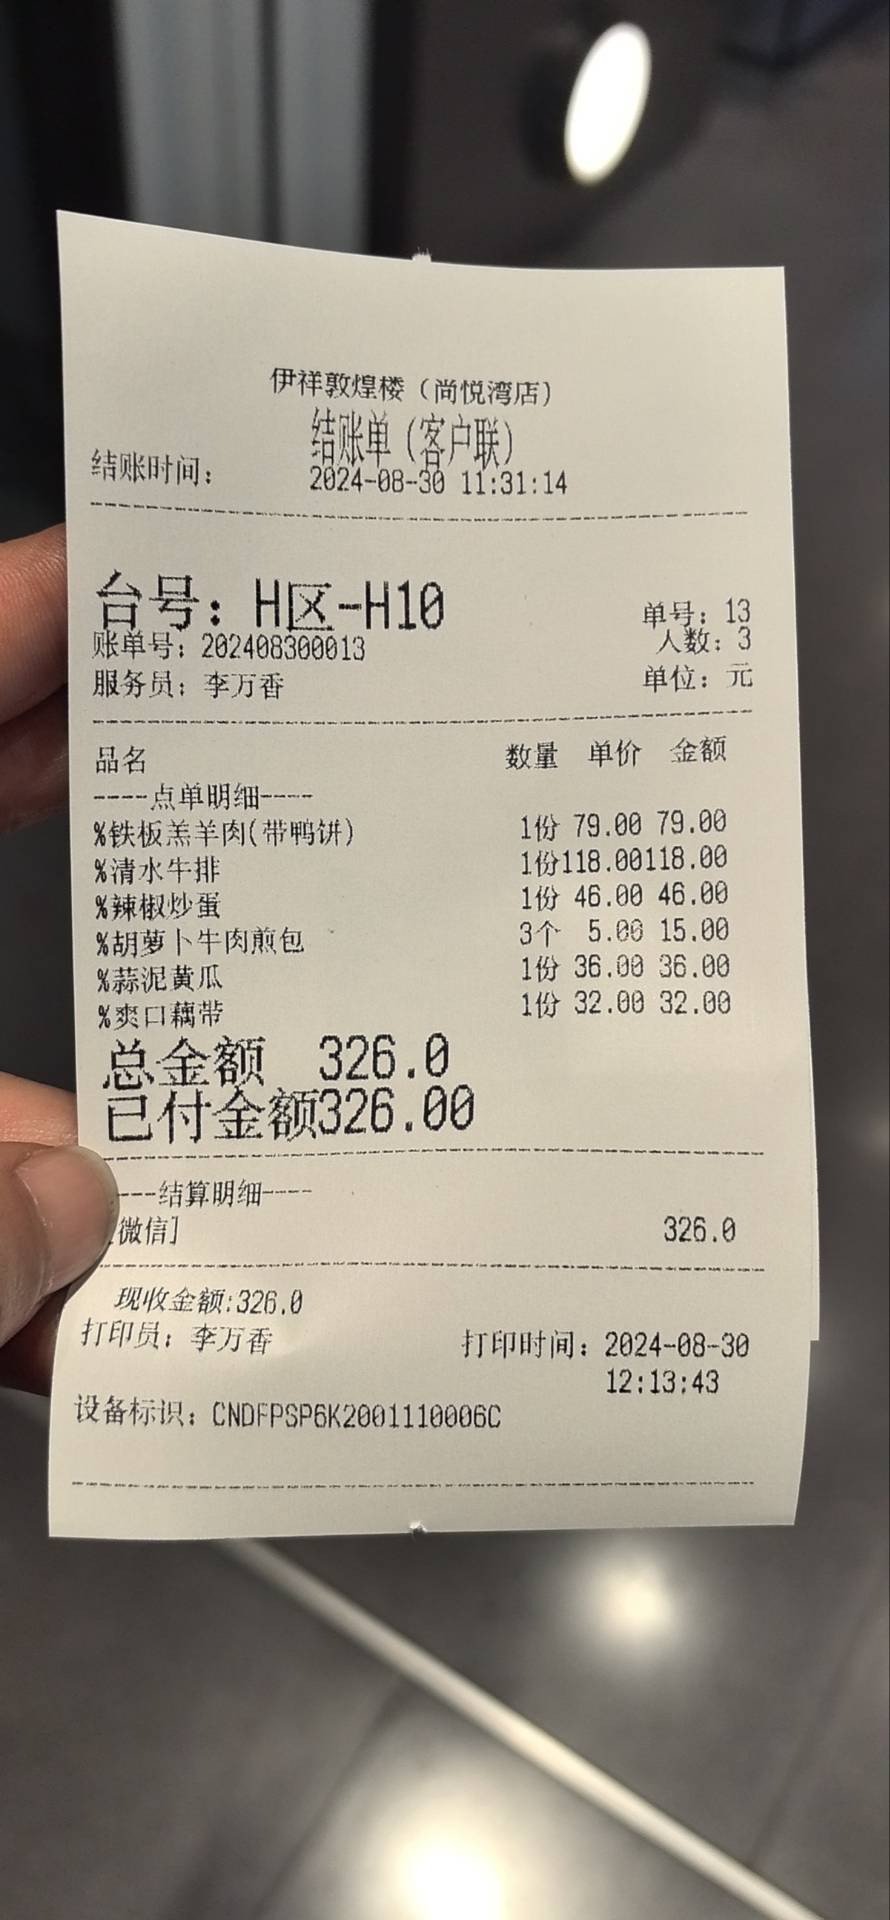 伊祥敦煌楼（尚悦湾店）
结账单（客户联）
结账时间： 2024-08-30 11:31:14
台号：H区-H10 单号：13
账单号：202408300013 人数：3
服务员：李万香 单位：元
品名 数量 单价 金额
----点单明细----
%铁板羔羊肉(带鸭饼) 1份 79.00 79.00
%清水牛排 1份118.00118.00
%辣椒炒蛋 1份 46.00 46.00
%胡萝卜牛肉煎包 3个 5.00 15.00
%蒜泥黄瓜 1份 36.00 36.00
%爽口藕带 1份 32.00 32.00
总金额 326.0
已付金额326.00
---结算明细----
微信] 326.0
现收金额:326.0
打印员：李万香 打印时间：2024-08-30
12:13:43
设备标识：CNDFPSP6K2001110006C